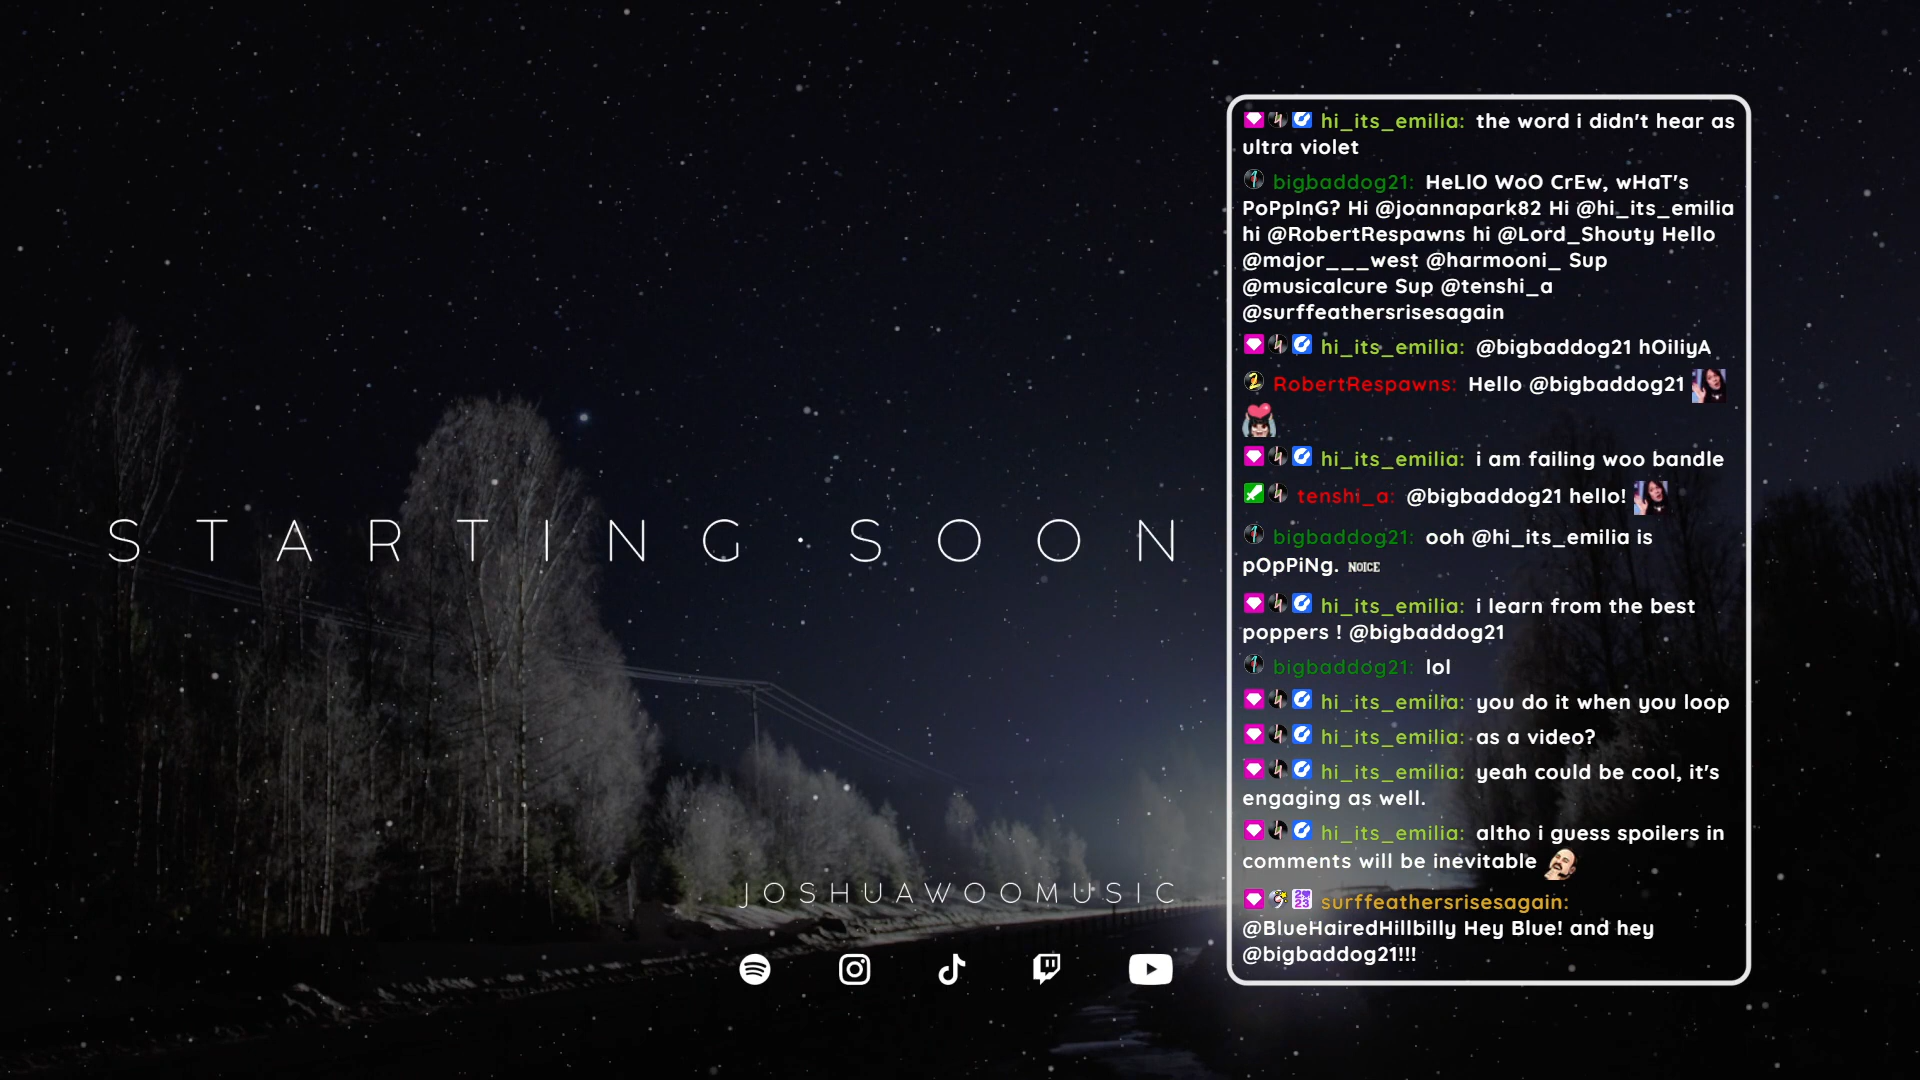 STARTING·SOON
JOSHUAWOOMUSIC
hi_its_emilia: the word i didn't hear as
ultra violet
bigbaddog21: HeLlO WoO CrEw, wHaT's
PoPpInG? Hi @joannapark82 Hi @hi_its_emilia
hi @RobertRespawns hi @Lord_Shouty Hello
@major___west @harmooni_ Sup
@musicalcure Sup @tenshi_a
@surffeathersrisesagain
hi_its_emilia: @bigbaddog21 hOiliyA
RobertRespawns: Hello @bigbaddog21
hi_its_emilia: i am failing woo bandle
tenshi_a: @bigbaddog21 hello!
bigbaddog21: ooh @hi_its_emilia is
pOpPiNg. NOICE
hi_its_emilia: i learn from the best
poppers ! @bigbaddog21
bigbaddog21: lol
hi_its_emilia: you do it when you loop
hi_its_emilia: as a video?
hi_its_emilia: yeah could be cool, it's
engaging as well.
hi_its_emilia: altho i guess spoilers in
comments will be inevitable
surffeathersrisesagain:
@BlueHairedHillbilly Hey Blue! and hey
@bigbaddog21!!!